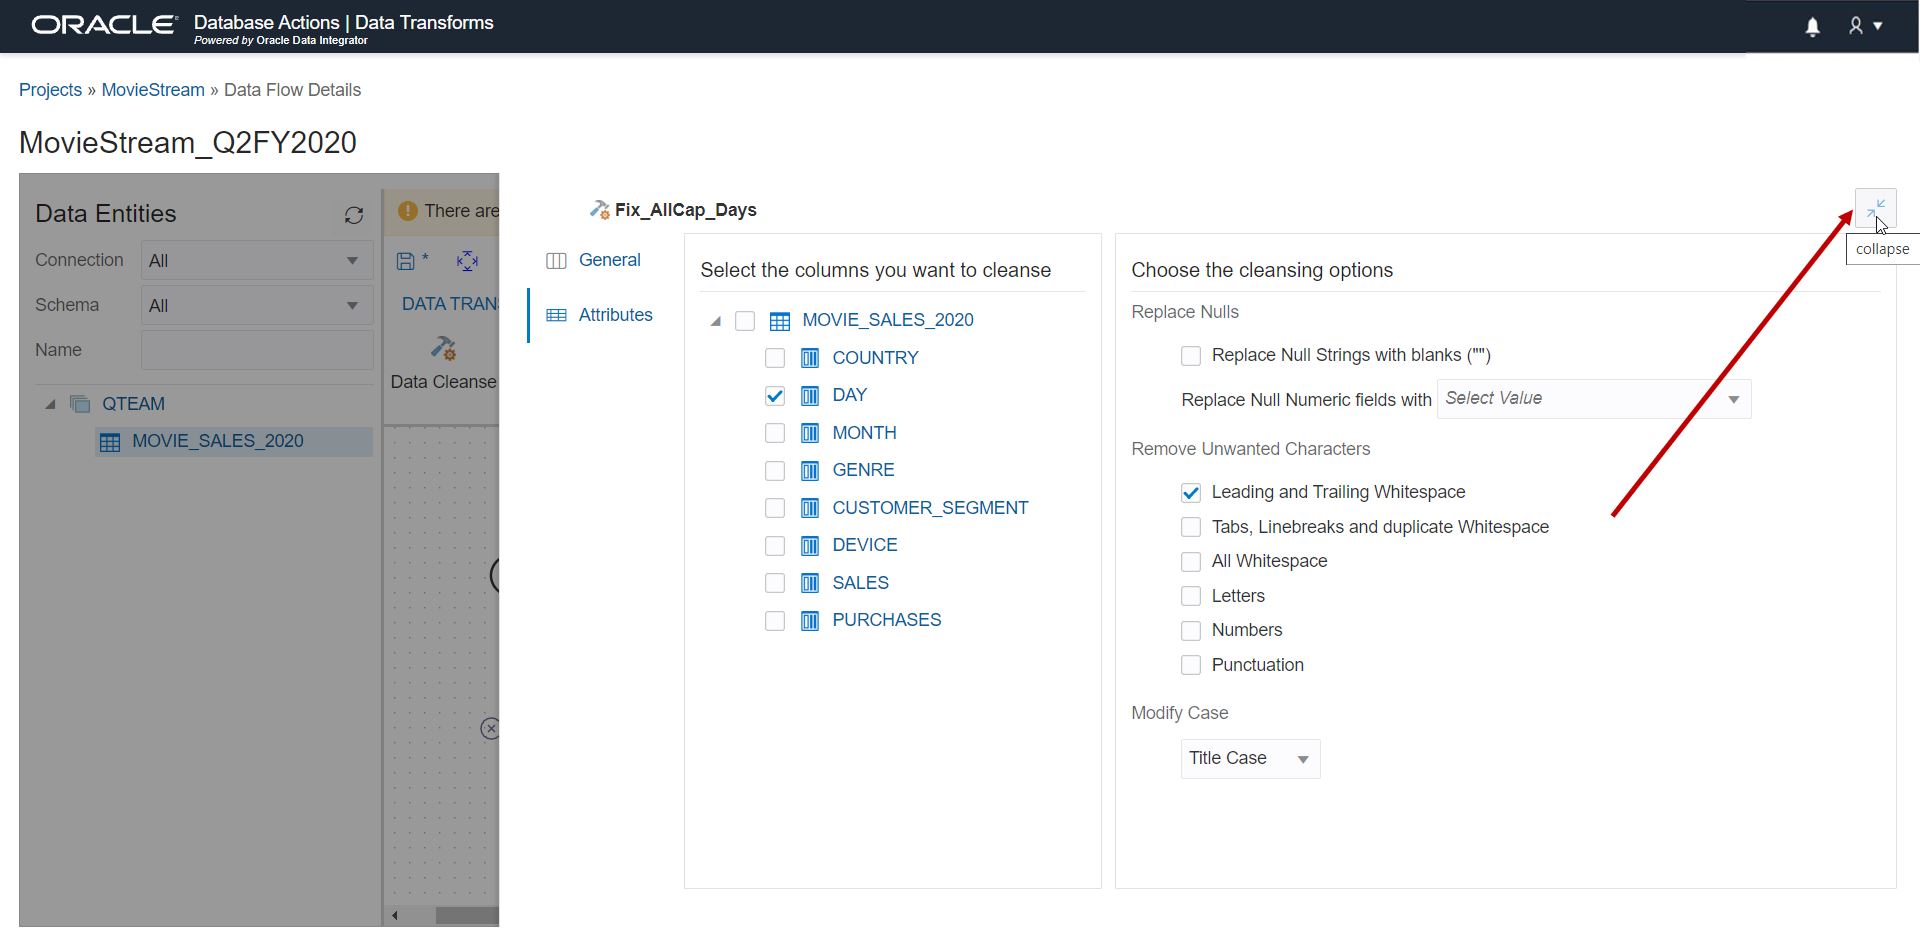 ORACLE Database Actions | Data Transforms
Powered by Oracle Data Integrator
Projects » MovieStream » Data Flow Details
MovieStream_Q2FY2020
Data Entities
Connection All
Schema All
Name
QTEAM
MOVIE_SALES_2020
There are
*
DATA TRANS
Data Cleanse
Fix_AllCap_Days
collapse
General
Attributes
Select the columns you want to cleanse
MOVIE_SALES_2020
COUNTRY
DAY
MONTH
GENRE
CUSTOMER_SEGMENT
DEVICE
SALES
PURCHASES
Choose the cleansing options
Replace Nulls
Replace Null Strings with blanks ("")
Replace Null Numeric fields with Select Value
Remove Unwanted Characters
Leading and Trailing Whitespace
Tabs, Linebreaks and duplicate Whitespace
All Whitespace
Letters
Numbers
Punctuation
Modify Case
Title Case